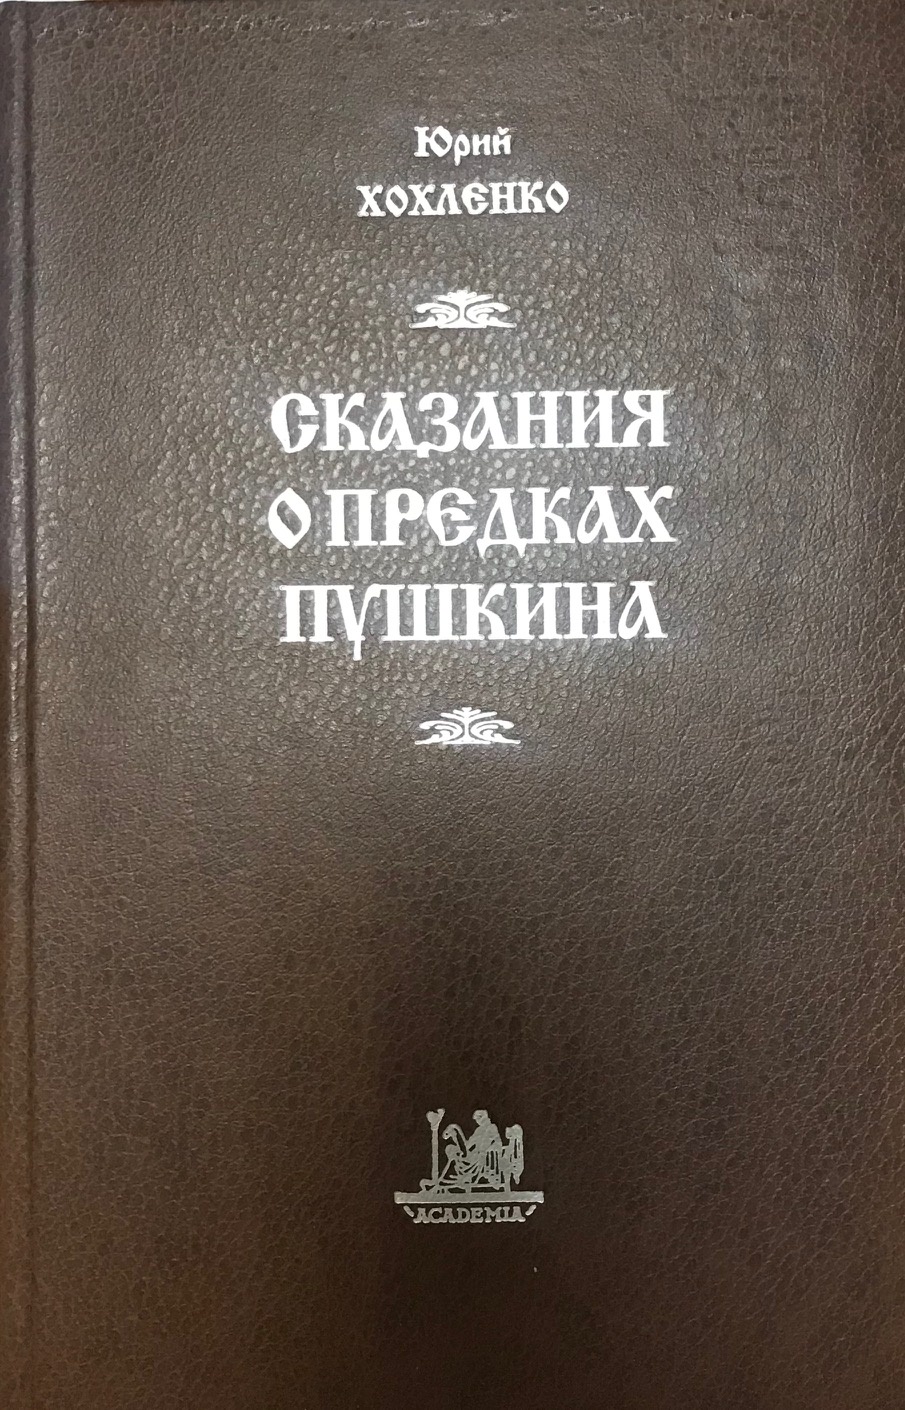 Юрий
ХОХЛЕНКО
СКАЗАНИЯ
О ПРЕДКАХ
ПУШКИНА
ACADEMIA